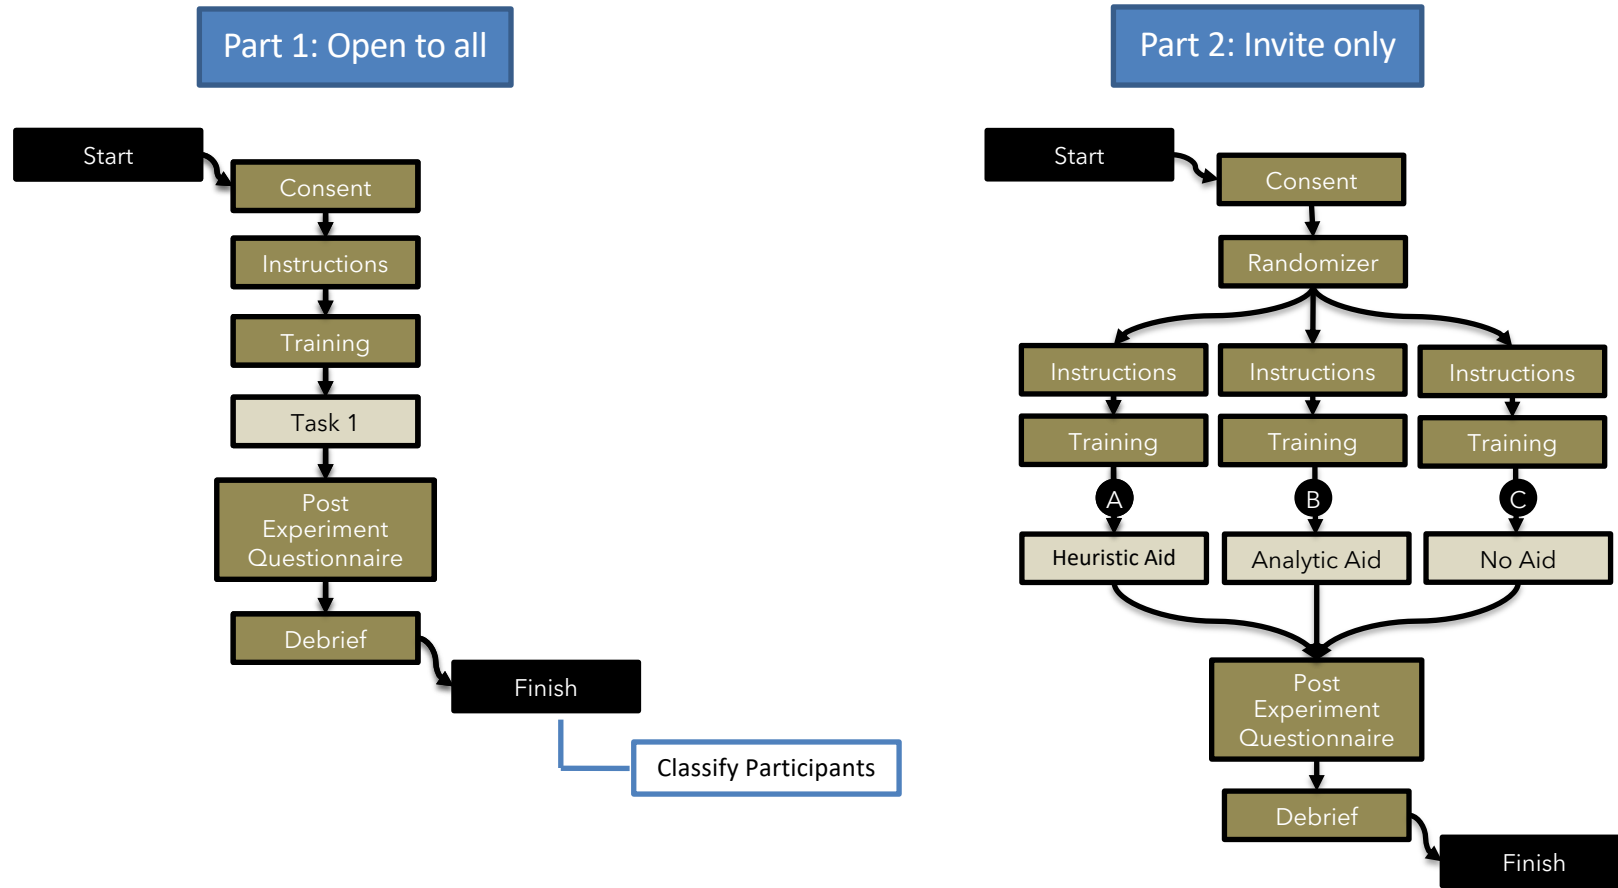 Part 1: Open to all
Start
Consent
Instructions
Training
Task 1
Post
Experiment
Questionnaire
Debrief
Finish
Classify Participants
Part 2: Invite only
Start
Consent
Randomizer
Instructions
Instructions
Instructions
Training
Training
Training
A
B
C
Heuristic Aid
Analytic Aid
No Aid
Post
Experiment
Questionnaire
Debrief
Finish